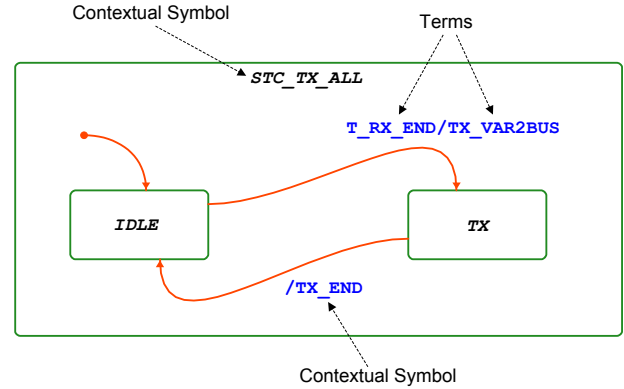 Contextual Symbol
Terms
STC_TX_ALL
T_RX_END/TX_VAR2BUS
IDLE
TX
/TX_END
Contextual Symbol